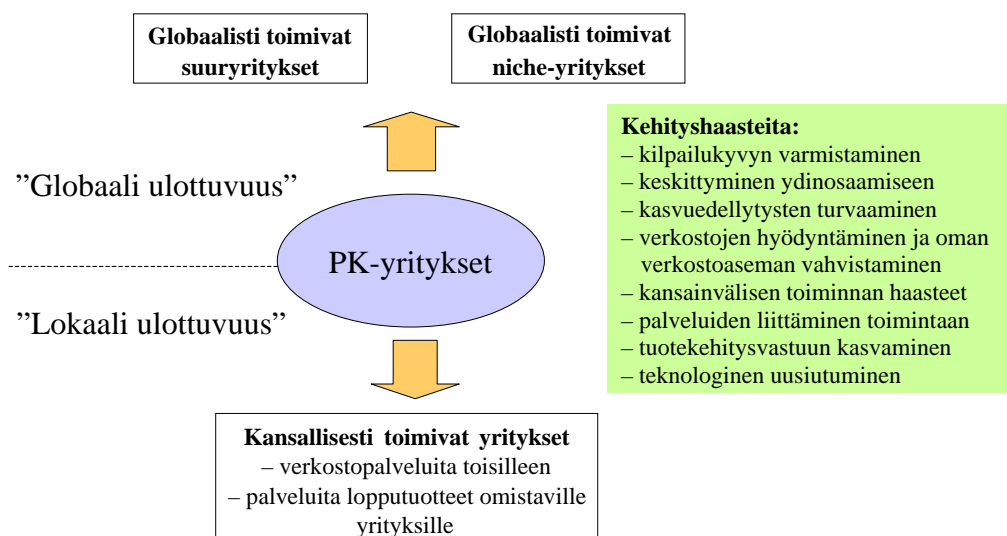 Globaalisti toimivat
suuryritykset
Globaalisti toimivat
niche-yritykset
”Globaali ulottuvuus”
PK-yritykset
”Lokaali ulottuvuus”
Kehityshaasteita:
– kilpailukyvyn varmistaminen
– keskittyminen ydinosaamiseen
– kasvuedellytysten turvaaminen
– verkostojen hyödyntäminen ja oman
verkostoaseman vahvistaminen
– kansainvälisen toiminnan haasteet
– palveluiden liittäminen toimintaan
– tuotekehitysvastuun kasvaminen
– teknologinen uusiutuminen
Kansallisesti toimivat yritykset
– verkostopalveluita toisilleen
– palveluita lopputuotteet omistaville
yrityksille